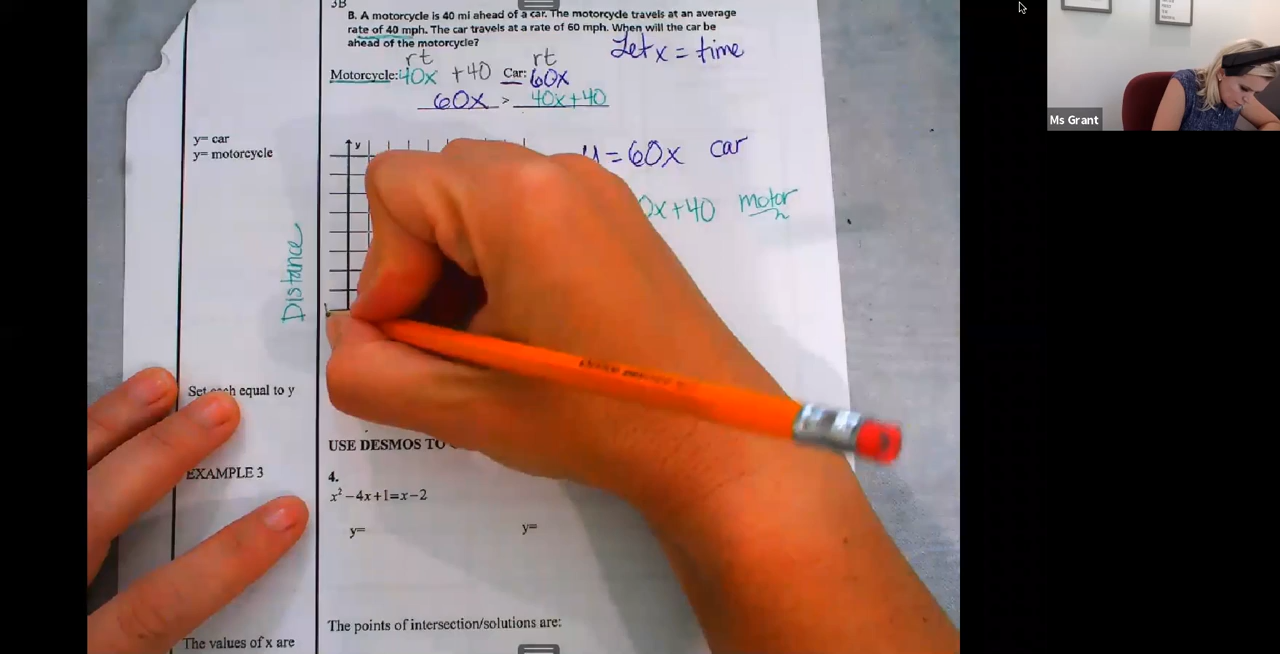 3B
B. A motorcycle is 40 mi ahead of a car. The motorcycle travels at an average
rate of 40 mph. The car travels at a rate of 60 mph. When will the car be
ahead of the motorcycle?
Let x = time
rt rt
Motorcycle: 40x +40 Car: 60x
60x > 40x+40
y= car
y= motorcycle
y
=60x car
x+40 motor
Distance
Set equal to y
USE DESMOS TO
EXAMPLE 3
4.
x²-4x+1=x-2
y= y=
The points of intersection/solutions are:
The values of x are
Ms Grant